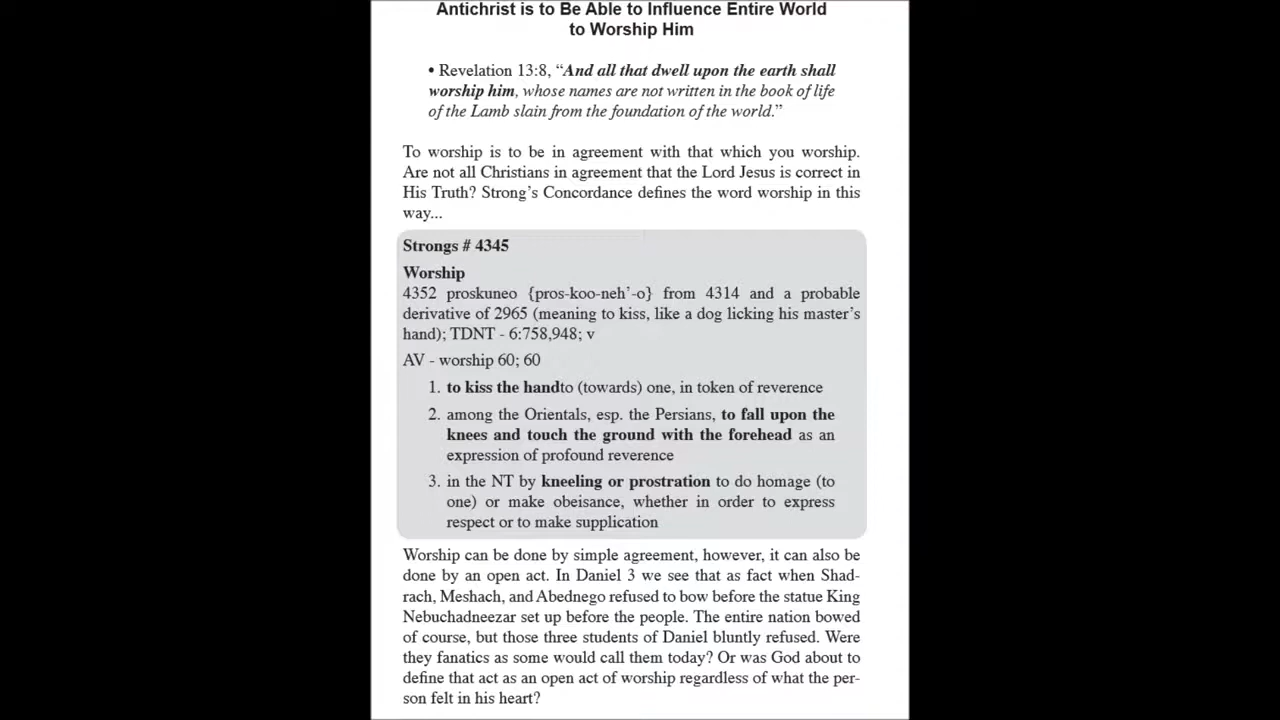 Antichrist is to Be Able to Influence Entire World
to Worship Him
• Revelation 13:8, “And all that dwell upon the earth shall
worship him, whose names are not written in the book of life
of the Lamb slain from the foundation of the world.”
To worship is to be in agreement with that which you worship.
Are not all Christians in agreement that the Lord Jesus is correct in
His Truth? Strong’s Concordance defines the word worship in this
way...
Strongs # 4345
Worship
4352 proskuneo {pros-koo-neh’-o} from 4314 and a probable
derivative of 2965 (meaning to kiss, like a dog licking his master’s
hand); TDNT - 6:758,948; v
AV - worship 60; 60
1. to kiss the handto (towards) one, in token of reverence
2. among the Orientals, esp. the Persians, to fall upon the
knees and touch the ground with the forehead as an
expression of profound reverence
3. in the NT by kneeling or prostration to do homage (to
one) or make obeisance, whether in order to express
respect or to make supplication
Worship can be done by simple agreement, however, it can also be
done by an open act. In Daniel 3 we see that as fact when Shad-
rach, Meshach, and Abednego refused to bow before the statue King
Nebuchadneezar set up before the people. The entire nation bowed
of course, but those three students of Daniel bluntly refused. Were
they fanatics as some would call them today? Or was God about to
define that act as an open act of worship regardless of what the per-
son felt in his heart?